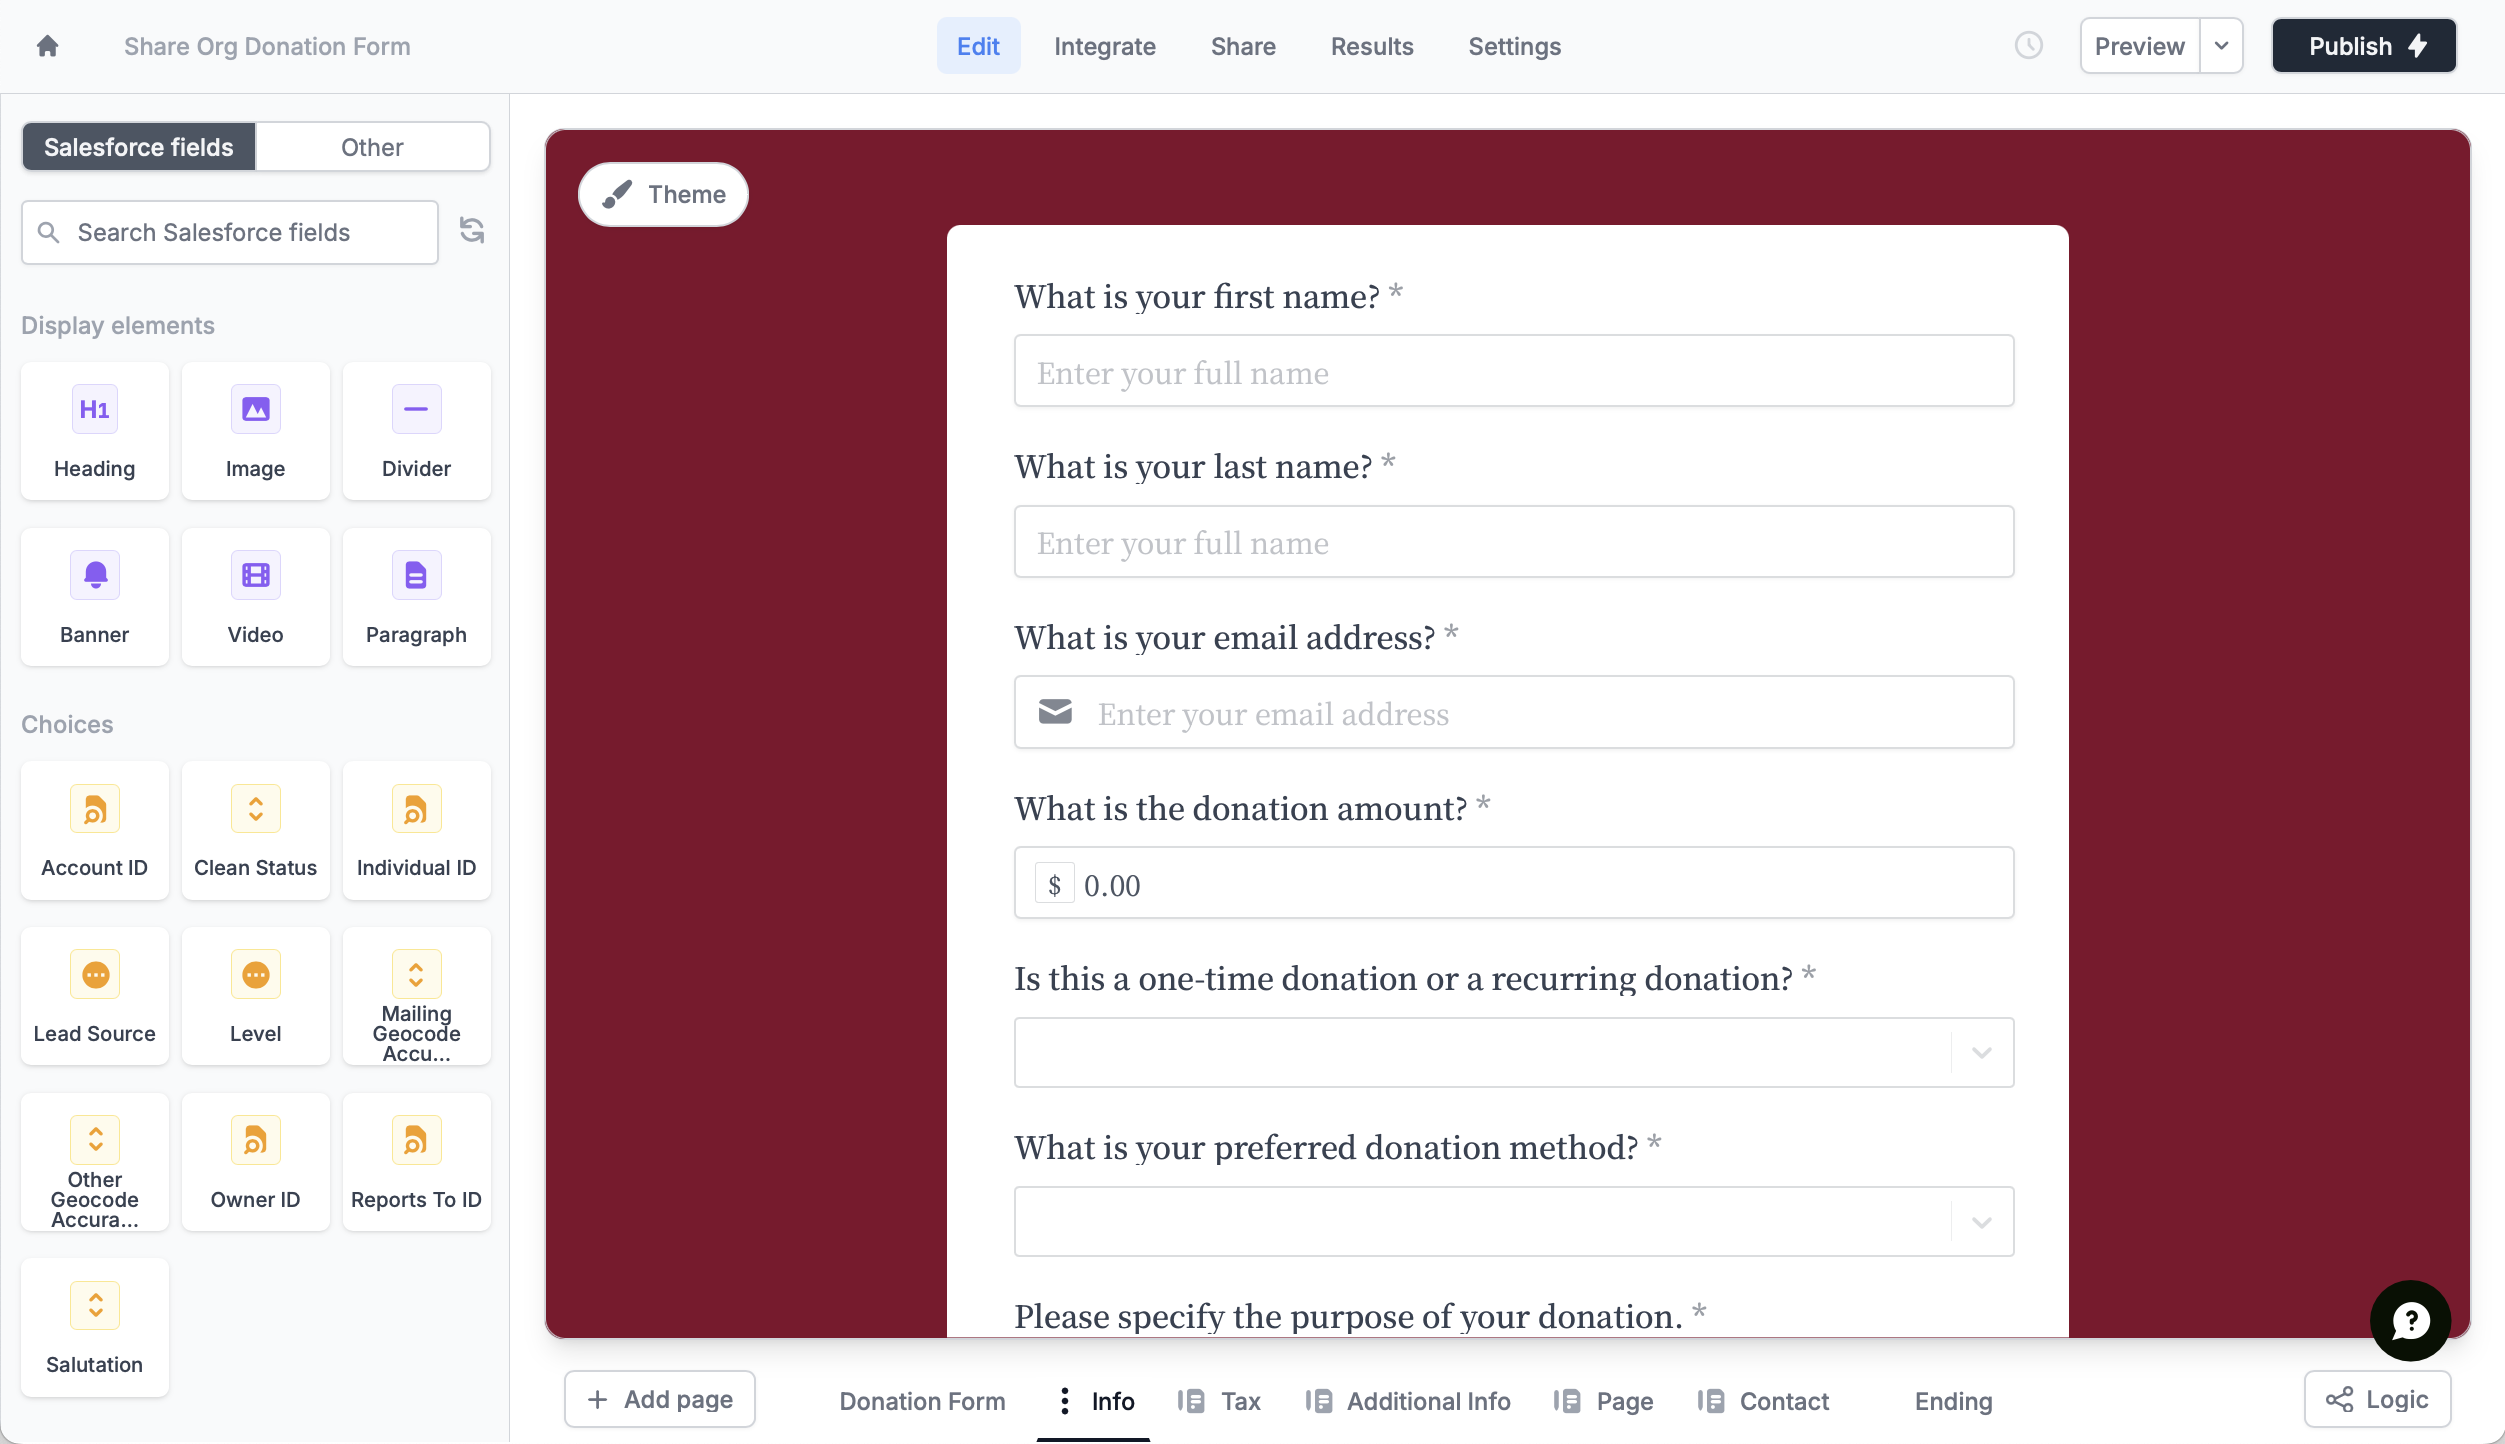 Share Org Donation Form
Edit
Integrate
Share
Results
Settings
Preview
Publish
Salesforce fields
Other
Search Salesforce fields
Display elements
H1
Heading
Image
Divider
Banner
Video
Paragraph
Choices
Account ID
Clean Status
Individual ID
Lead Source
Level
Mailing
Geocode
Accu...
Other
Geocode
Accura...
Owner ID
Reports To ID
Salutation
Theme
What is your first name? *
Enter your full name
What is your last name? *
Enter your full name
What is your email address? *
Enter your email address
What is the donation amount? *
$ 0.00
Is this a one-time donation or a recurring donation? *
What is your preferred donation method? *
Please specify the purpose of your donation. *
?
+ Add page
Donation Form
Info
Tax
Additional Info
Page
Contact
Ending
Logic